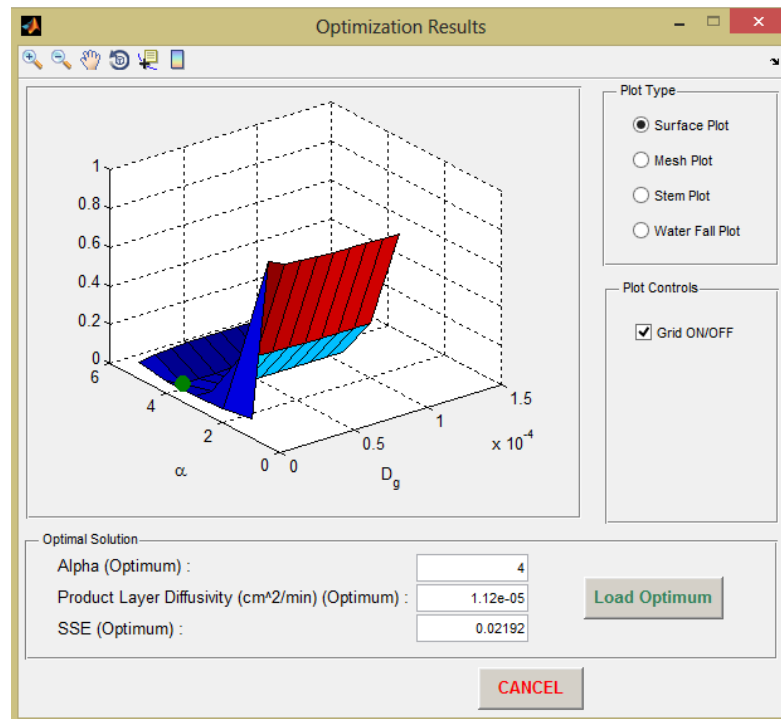 Optimization Results
Plot Type
Surface Plot
Mesh Plot
Stem Plot
Water Fall Plot
Plot Controls
Grid ON/OFF
1
0.8
0.6
0.4
0.2
0
6
4
2
0
0
0.5
1
1.5
x 10^-4
α
D_g
Optimal Solution
Alpha (Optimum) : 4
Product Layer Diffusivity (cm^2/min) (Optimum) : 1.12e-05
SSE (Optimum) : 0.02192
Load Optimum
CANCEL